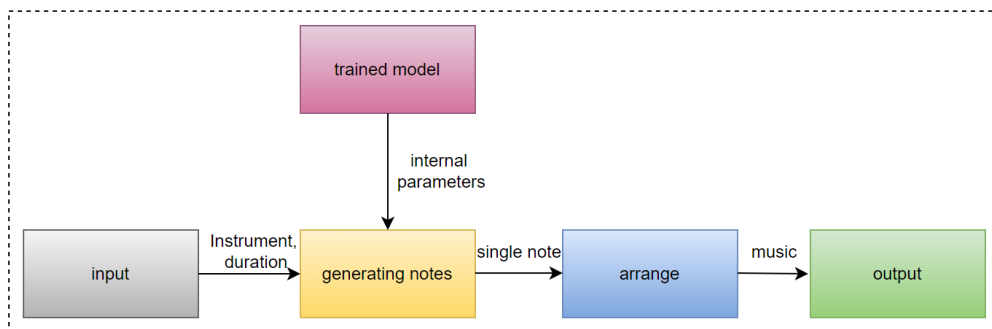 trained model
internal
parameters
Instrument,
duration
single note
music
input
generating notes
arrange
output